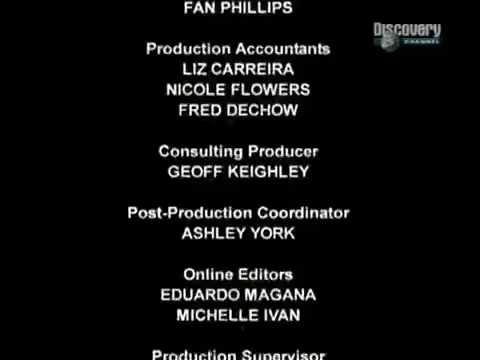 FAN PHILLIPS
Discovery
CHANNEL
Production Accountants
LIZ CARREIRA
NICOLE FLOWERS
FRED DECHOW
Consulting Producer
GEOFF KEIGHLEY
Post-Production Coordinator
ASHLEY YORK
Online Editors
EDUARDO MAGANA
MICHELLE IVAN
Production Supervisor